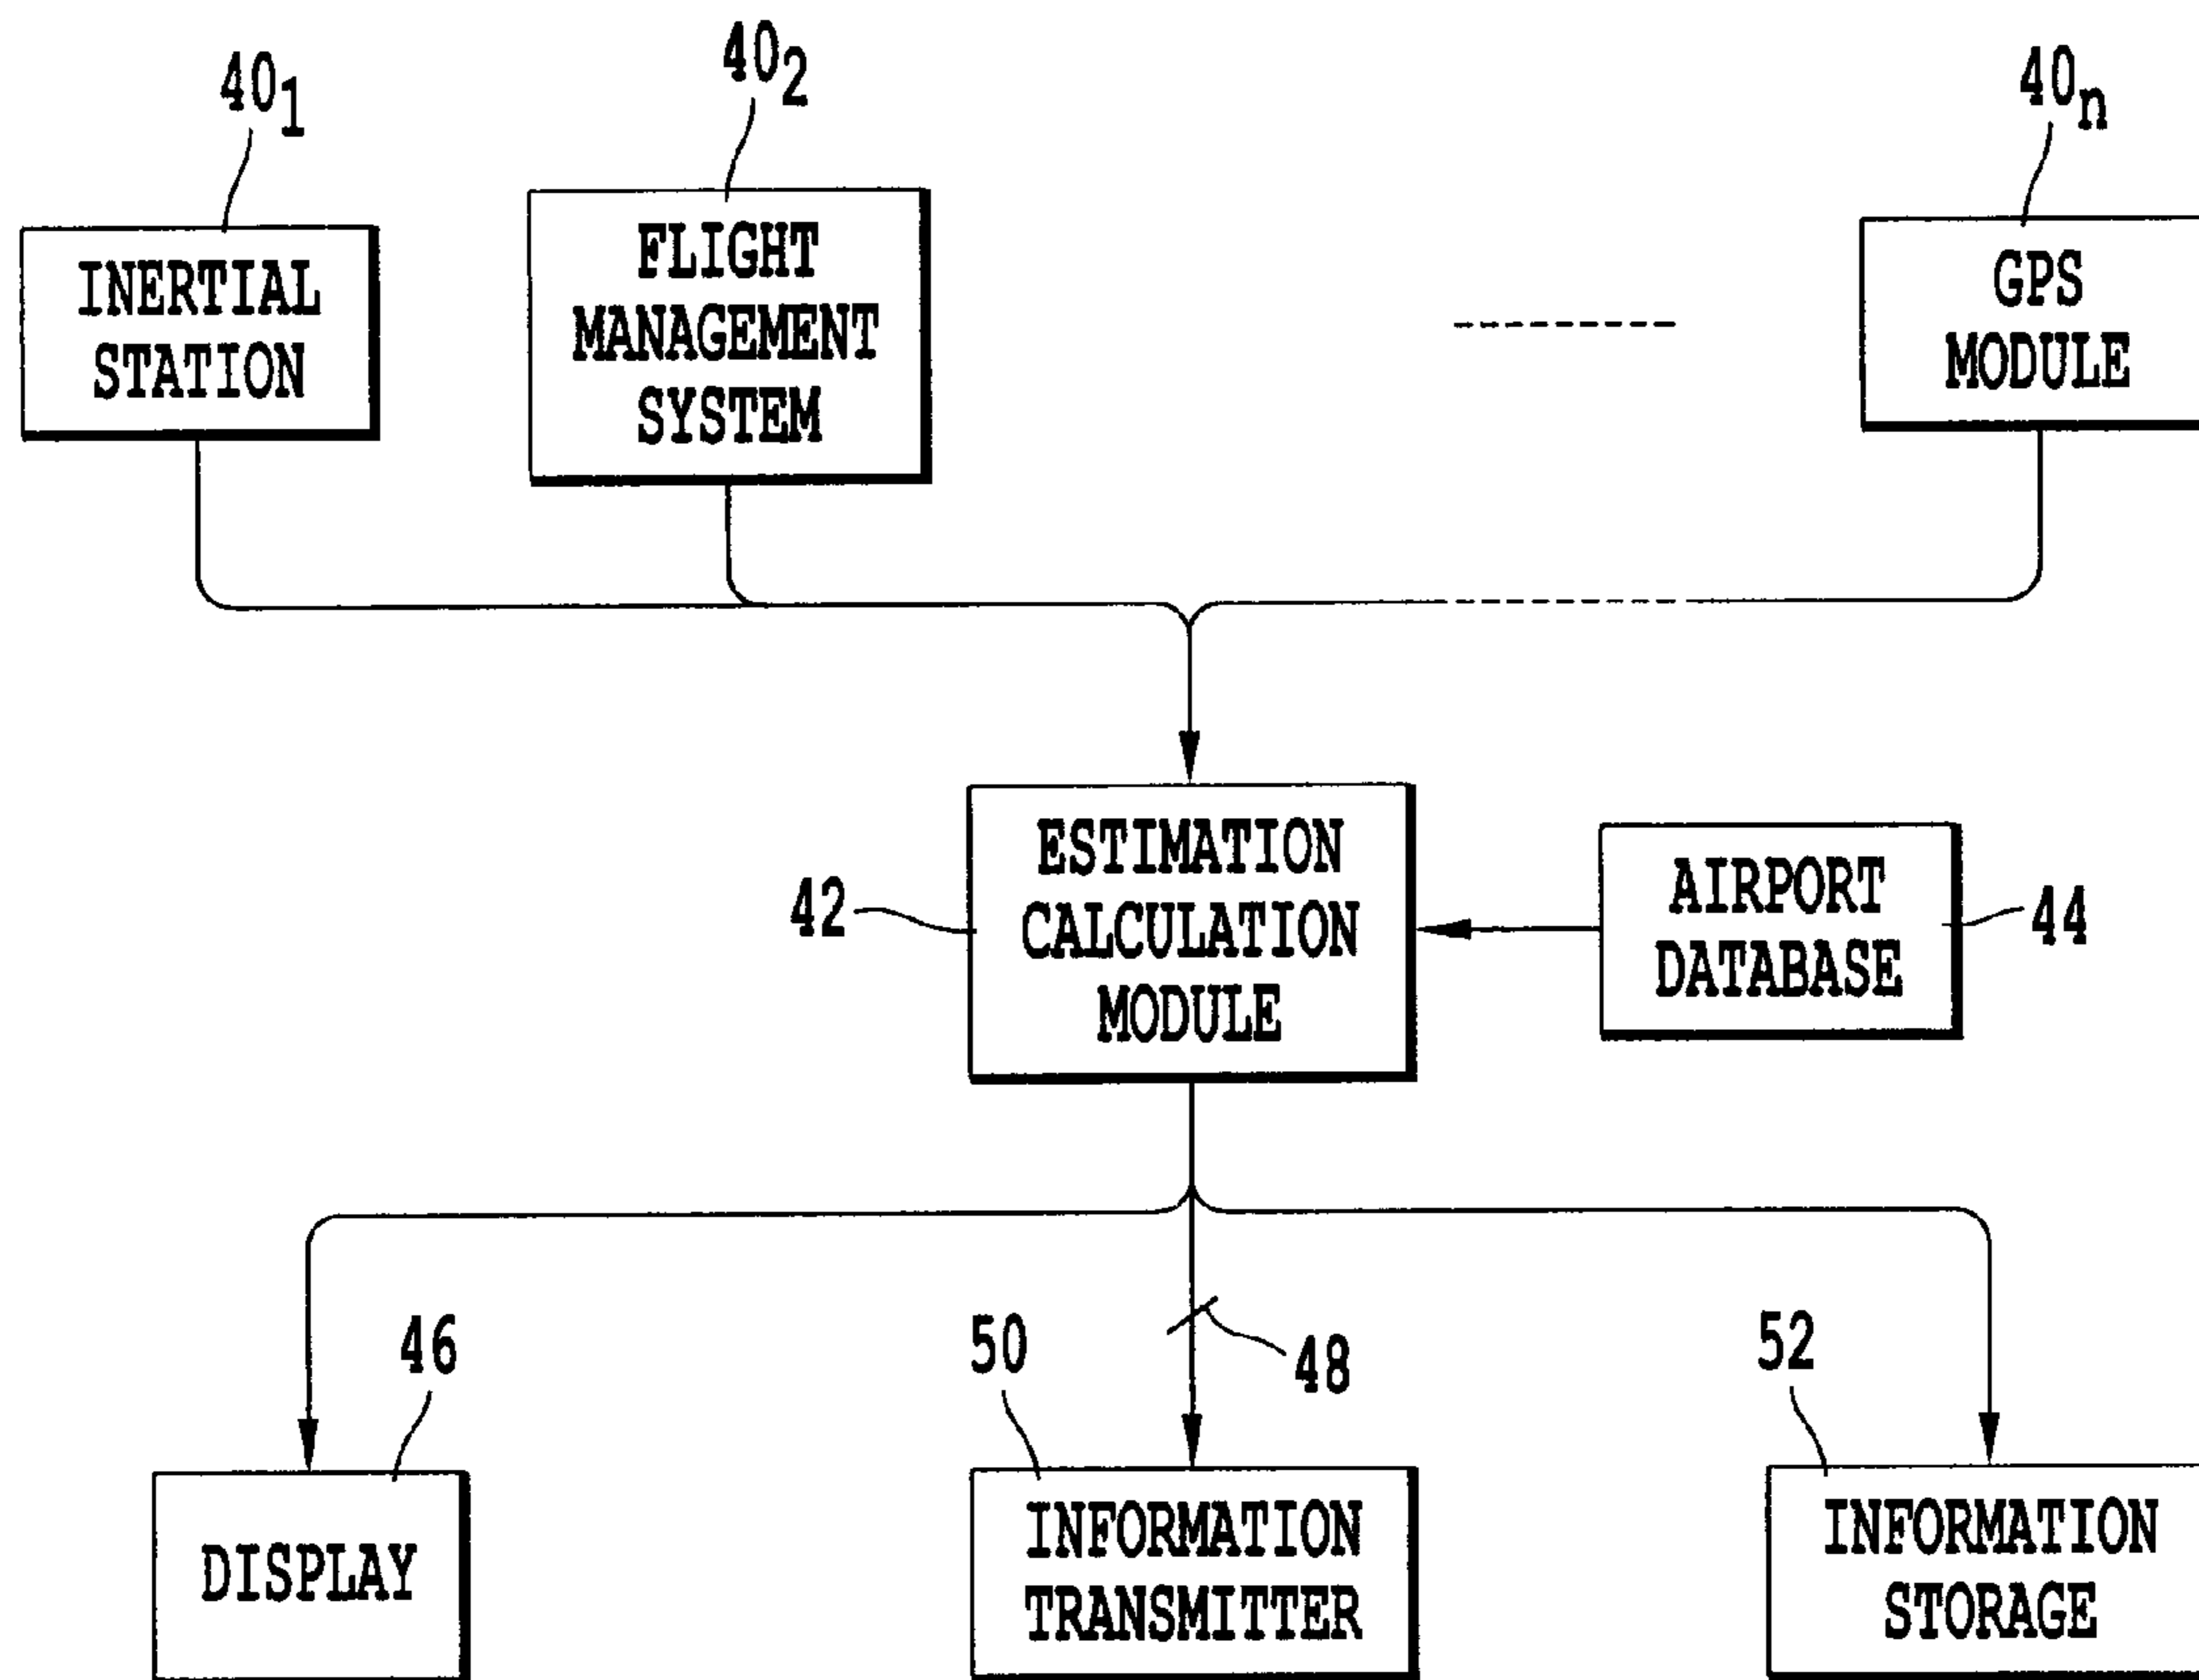 40₁
40₂
40ₙ
INERTIAL
STATION
FLIGHT
MANAGEMENT
SYSTEM
GPS
MODULE
42
ESTIMATION
CALCULATION
MODULE
AIRPORT
DATABASE
44
46
50
48
52
DISPLAY
INFORMATION
TRANSMITTER
INFORMATION
STORAGE